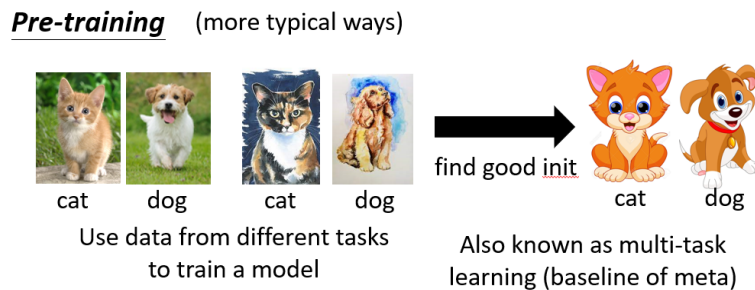 Pre-training (more typical ways)
cat dog cat dog
find good init
cat dog
Use data from different tasks
to train a model
Also known as multi-task
learning (baseline of meta)